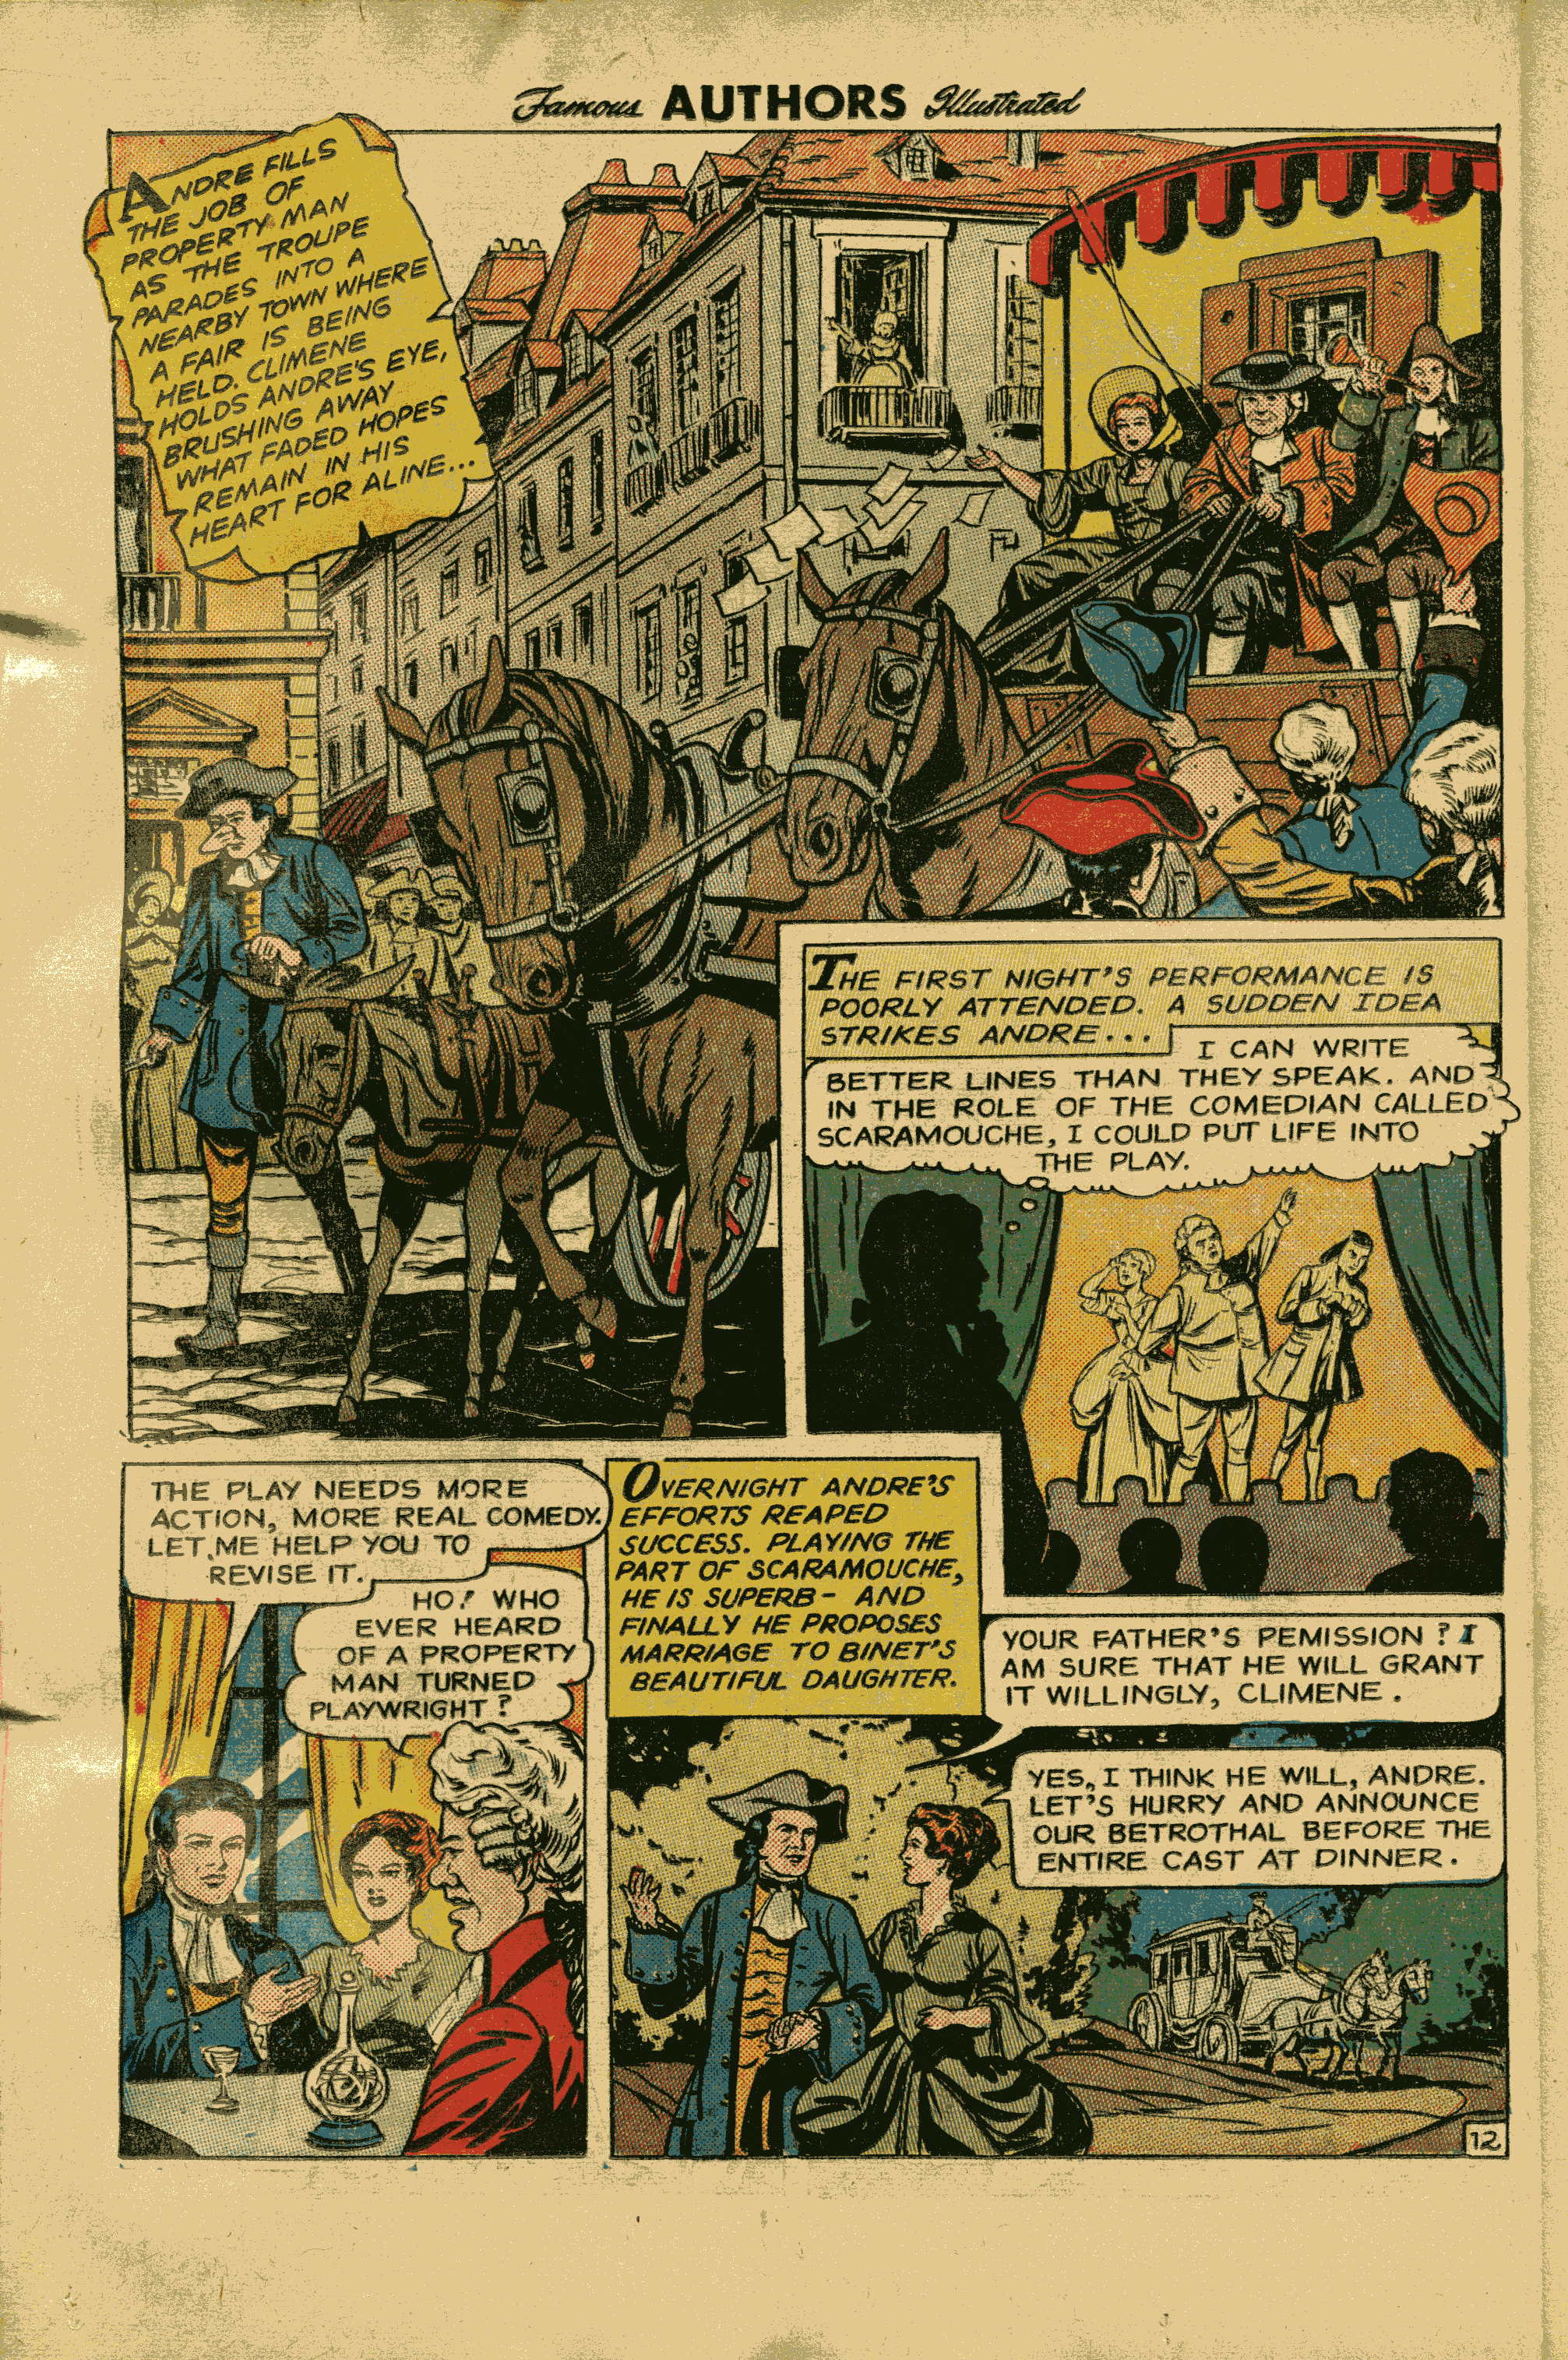 Famous AUTHORS Illustrated
ANDRE FILLS
THE JOB OF
PROPERTY MAN
AS THE TROUPE
PARADES INTO A
NEARBY TOWN WHERE
A FAIR IS BEING
HELD. CLIMENE
HOLDS ANDRE'S EYE,
BRUSHING AWAY
WHAT FADED HOPES
REMAIN IN HIS
HEART FOR ALINE...
THE FIRST NIGHT'S PERFORMANCE IS
POORLY ATTENDED. A SUDDEN IDEA
STRIKES ANDRE...
I CAN WRITE
BETTER LINES THAN THEY SPEAK. AND
IN THE ROLE OF THE COMEDIAN CALLED
SCARAMOUCHE, I COULD PUT LIFE INTO
THE PLAY.
THE PLAY NEEDS MORE
ACTION, MORE REAL COMEDY.
LET ME HELP YOU TO
REVISE IT.
HO! WHO
EVER HEARD
OF A PROPERTY
MAN TURNED
PLAYWRIGHT?
OVERNIGHT ANDRE'S
EFFORTS REAPED
SUCCESS. PLAYING THE
PART OF SCARAMOUCHE,
HE IS SUPERB- AND
FINALLY HE PROPOSES
MARRIAGE TO BINET'S
BEAUTIFUL DAUGHTER.
YOUR FATHER'S PEMISSION? I
AM SURE THAT HE WILL GRANT
IT WILLINGLY, CLIMENE.
YES, I THINK HE WILL, ANDRE.
LET'S HURRY AND ANNOUNCE
OUR BETROTHAL BEFORE THE
ENTIRE CAST AT DINNER.
12